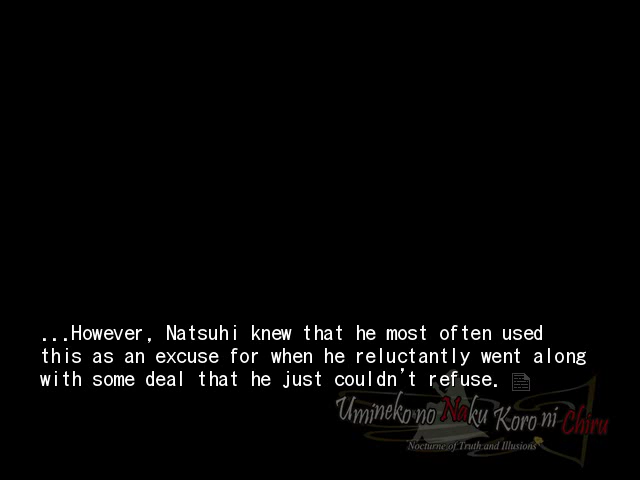 ...However, Natsuhi knew that he most often used
this as an excuse for when he reluctantly went along
with some deal that he just couldn't refuse.
Umineko no Naku Koro ni Chiru
Nocturne of Truth and Illusions